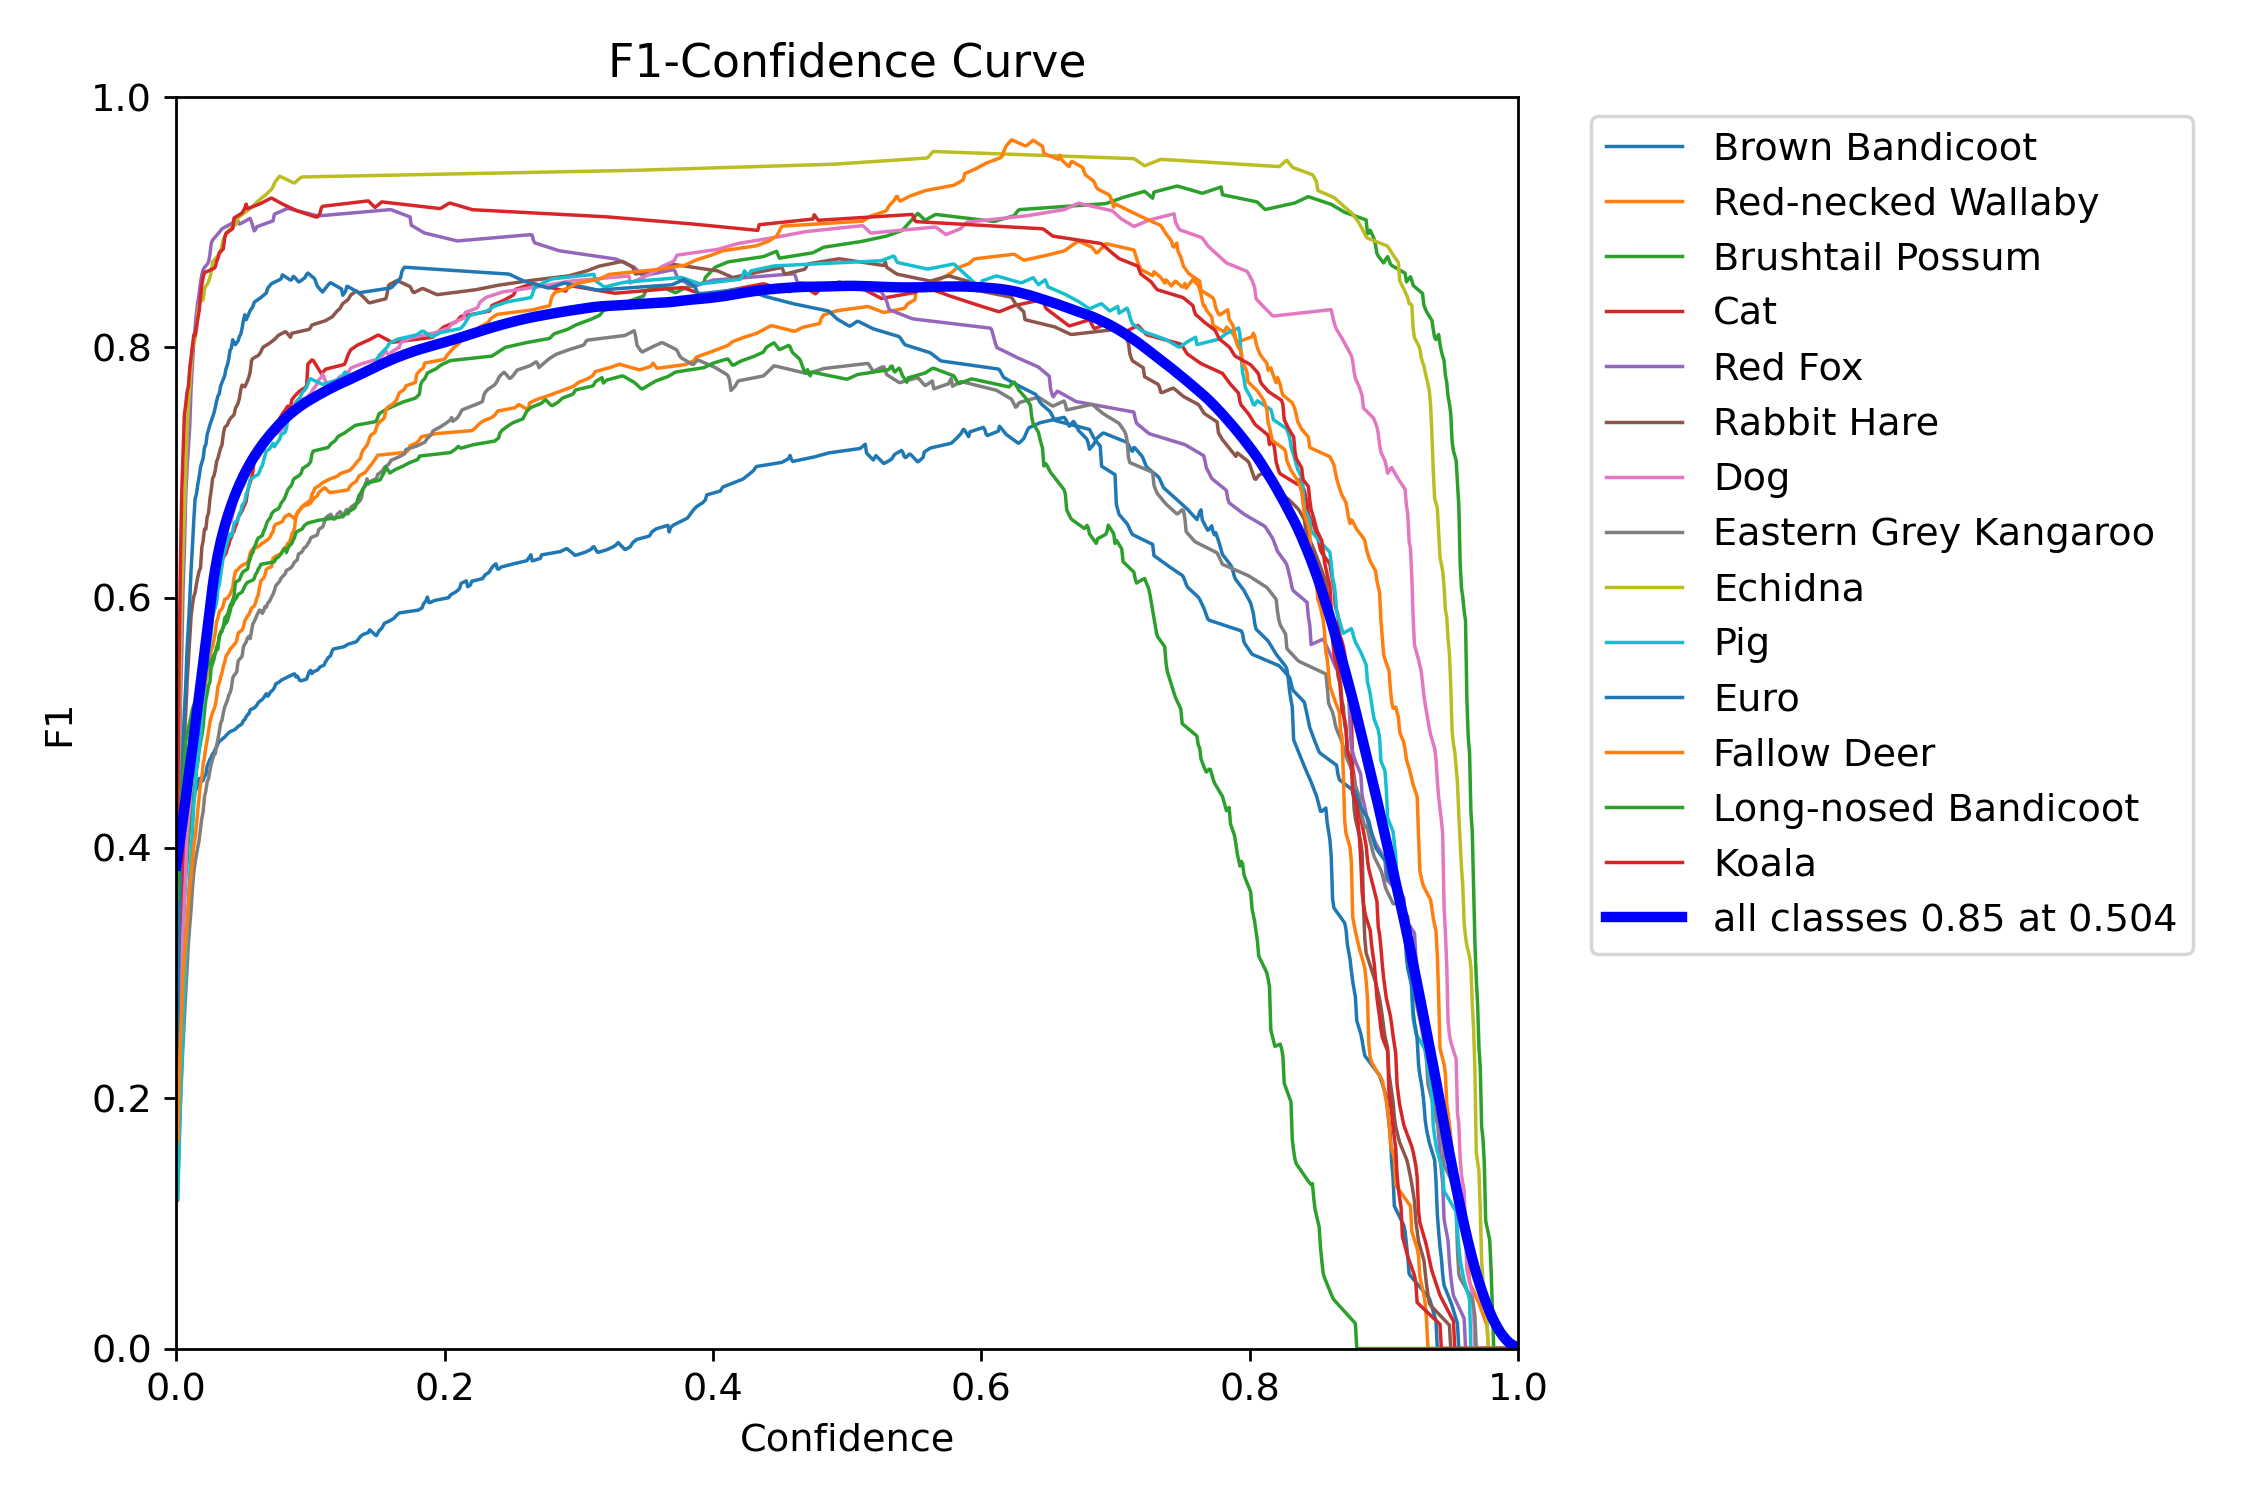 F1-Confidence Curve
1.0
0.8
0.6
0.4
0.2
0.0
F1
0.0 0.2 0.4 0.6 0.8 1.0
Confidence
Brown Bandicoot
Red-necked Wallaby
Brushtail Possum
Cat
Red Fox
Rabbit Hare
Dog
Eastern Grey Kangaroo
Echidna
Pig
Euro
Fallow Deer
Long-nosed Bandicoot
Koala
all classes 0.85 at 0.504